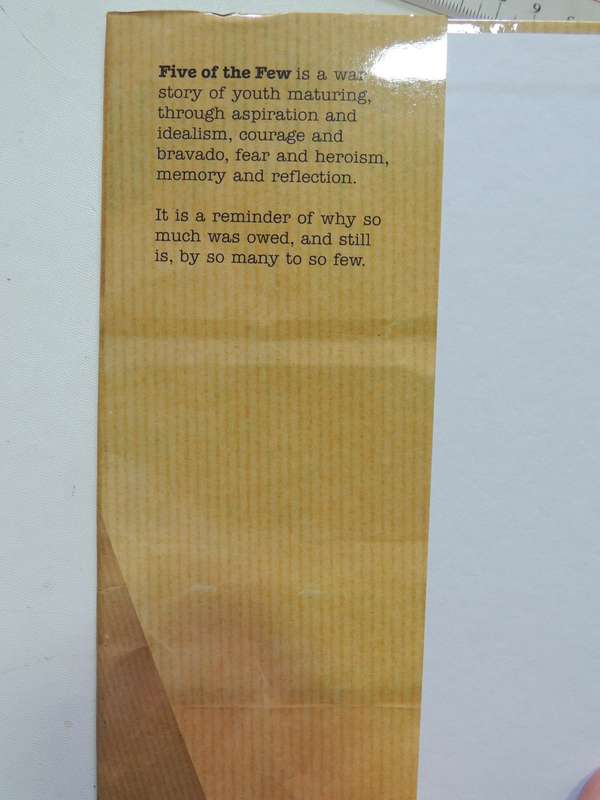 Five of the Few is a war
story of youth maturing,
through aspiration and
idealism, courage and
bravado, fear and heroism,
memory and reflection.
It is a reminder of why so
much was owed, and still
is, by so many to so few.
9